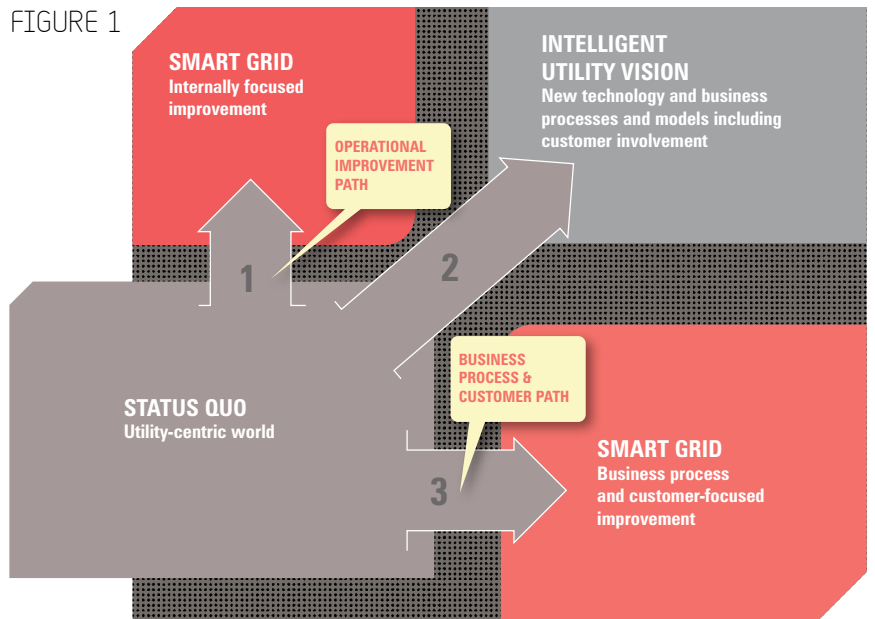 FIGURE 1
SMART GRID
Internally focused
improvement
INTELLIGENT
UTILITY VISION
New technology and business
processes and models including
customer involvement
OPERATIONAL
IMPROVEMENT
PATH
1
2
BUSINESS
PROCESS &
CUSTOMER PATH
STATUS QUO
Utility-centric world
3
SMART GRID
Business process
and customer-focused
improvement